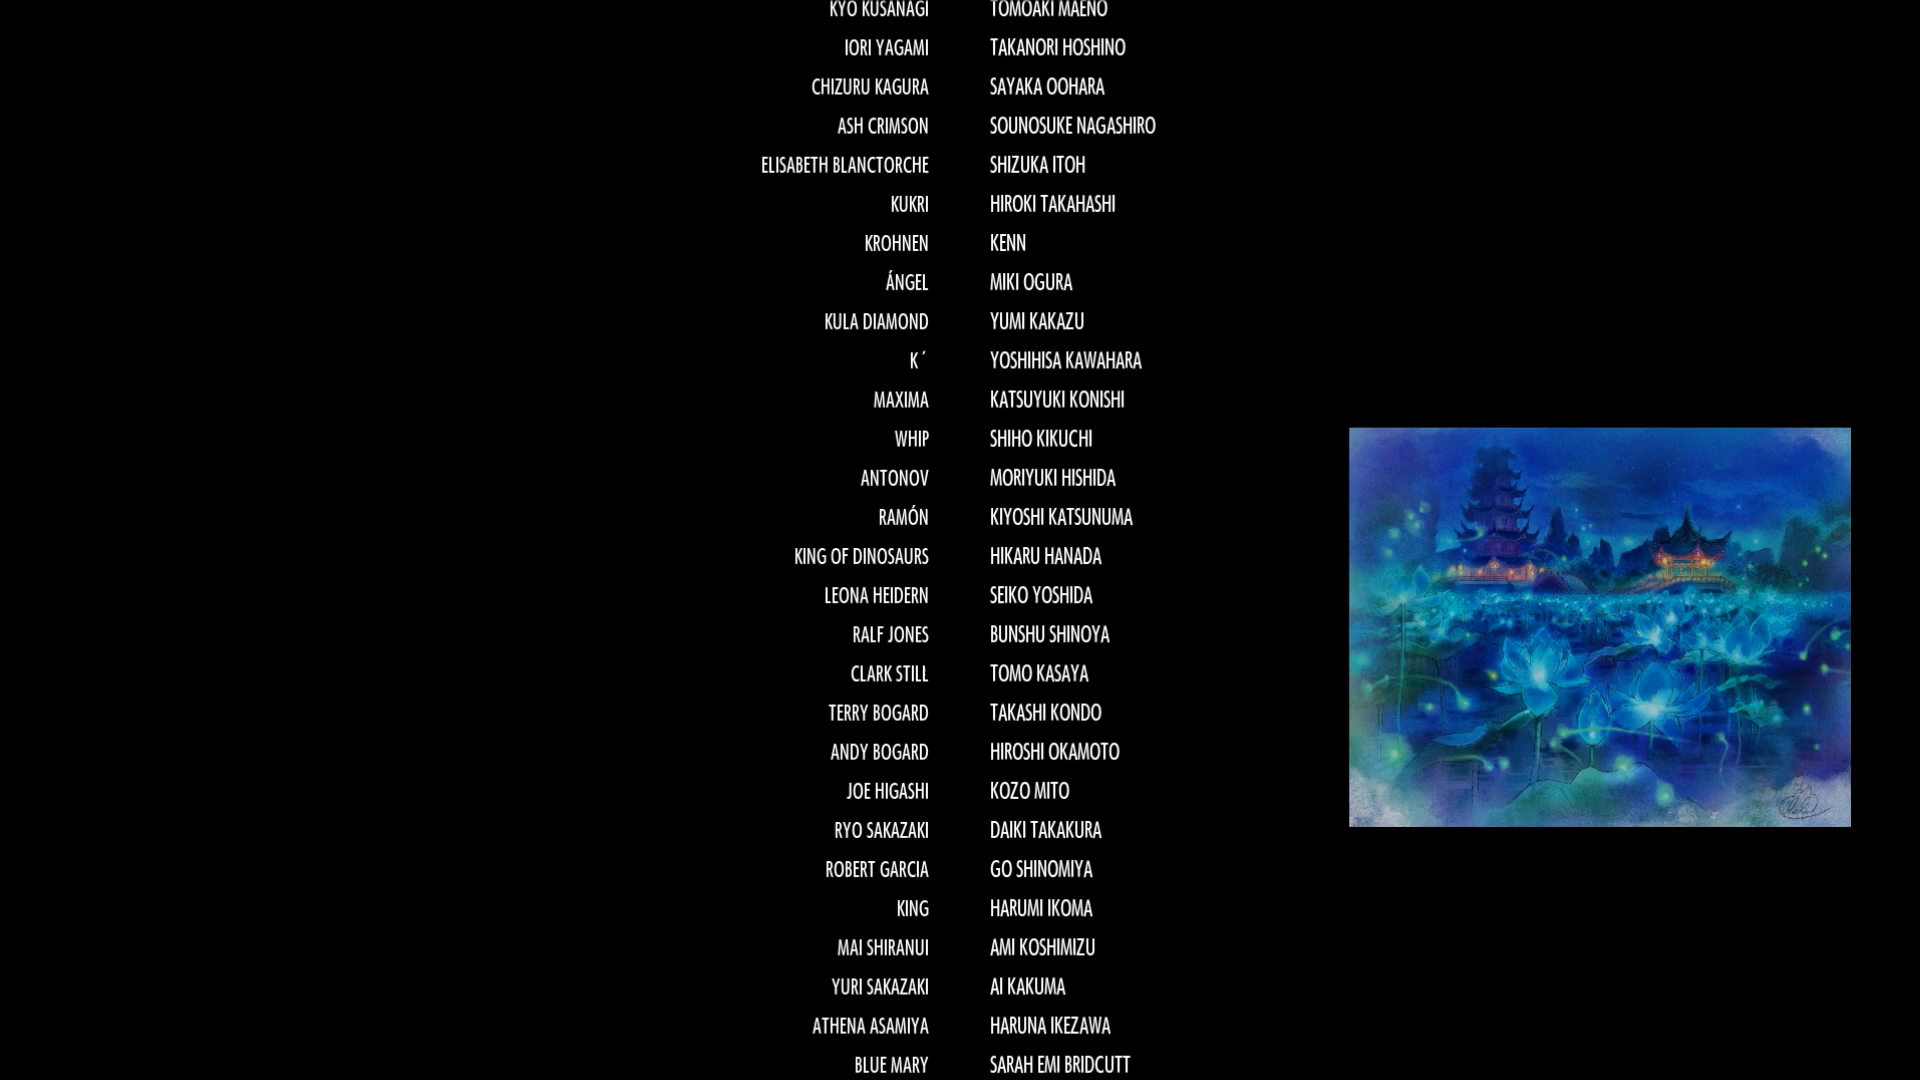 KYO KUSANAGI TOMOAKI MAENO
IORI YAGAMI TAKANORI HOSHINO
CHIZURU KAGURA SAYAKA OOHARA
ASH CRIMSON SOUNOSUKE NAGASHIRO
ELISABETH BLANCTORCHE SHIZUKA ITOH
KUKRI HIROKI TAKAHASHI
KROHNEN KENN
ÁNGEL MIKI OGURA
KULA DIAMOND YUMI KAKAZU
K´ YOSHIHISA KAWAHARA
MAXIMA KATSUYUKI KONISHI
WHIP SHIHO KIKUCHI
ANTONOV MORIYUKI HISHIDA
RAMÓN KIYOSHI KATSUNUMA
KING OF DINOSAURS HIKARU HANADA
LEONA HEIDERN SEIKO YOSHIDA
RALF JONES BUNSHU SHINOYA
CLARK STILL TOMO KASAYA
TERRY BOGARD TAKASHI KONDO
ANDY BOGARD HIROSHI OKAMOTO
JOE HIGASHI KOZO MITO
RYO SAKAZAKI DAIKI TAKAKURA
ROBERT GARCIA GO SHINOMIYA
KING HARUMI IKOMA
MAI SHIRANUI AMI KOSHIMIZU
YURI SAKAZAKI AI KAKUMA
ATHENA ASAMIYA HARUNA IKEZAWA
BLUE MARY SARAH EMI BRIDCUTT